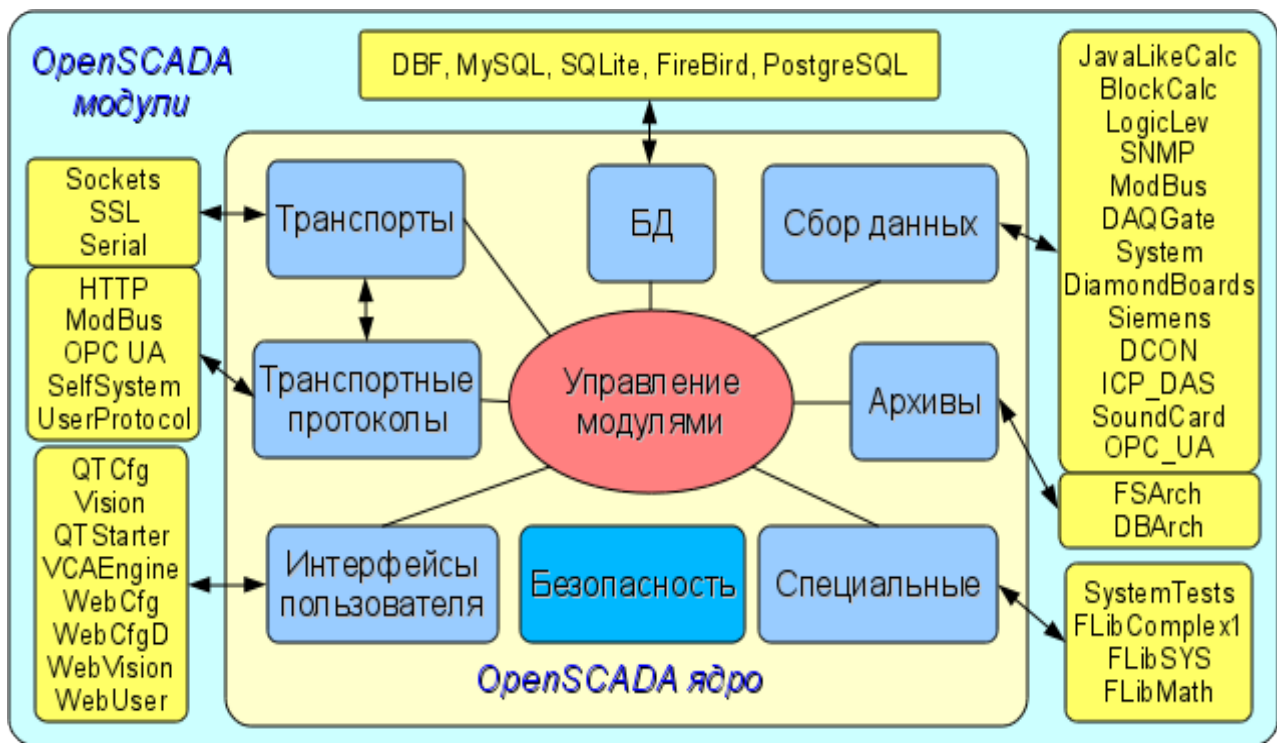 OpenSCADA
модули
DBF, MySQL, SQLite, FireBird, PostgreSQL
JavaLikeCalc
BlockCalc
LogicLev
SNMP
ModBus
DAQGate
System
DiamondBoards
Siemens
DCON
ICP_DAS
SoundCard
OPC_UA
Sockets
SSL
Serial
HTTP
ModBus
OPC UA
SelfSystem
UserProtocol
QTCfg
Vision
QTStarter
VCAEngine
WebCfg
WebCfgD
WebVision
WebUser
Транспорты
БД
Сбор данных
Транспортные
протоколы
Управление
модулями
Архивы
Интерфейсы
пользователя
Безопасность
Специальные
OpenSCADA ядро
FSArch
DBArch
SystemTests
FLibComplex1
FLibSYS
FLibMath